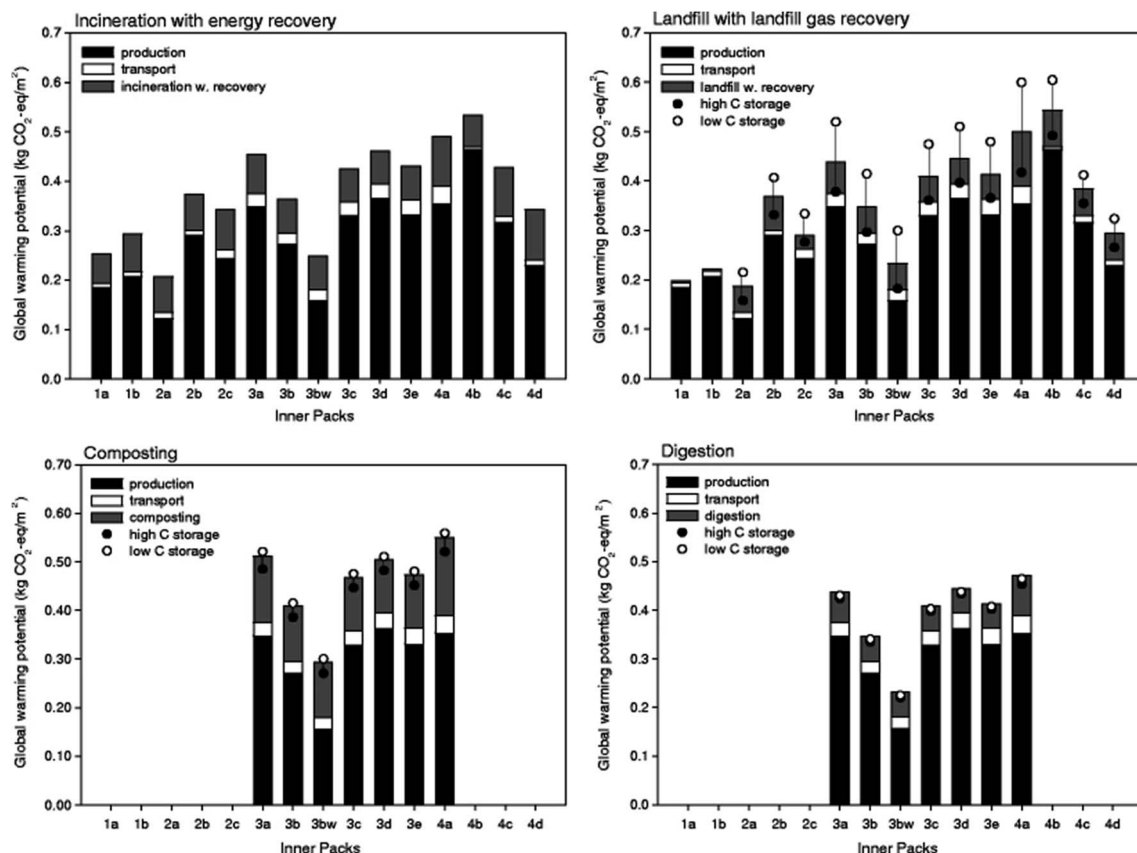 Incineration with energy recovery
0.7
0.6
0.5
0.4
0.3
0.2
0.1
0.0
Global warming potential (kg CO2-eq/m2)
production
transport
incineration w. recovery
1a 1b 2a 2b 2c 3a 3b 3bw 3c 3d 3e 4a 4b 4c 4d
Inner Packs
Landfill with landfill gas recovery
0.7
0.6
0.5
0.4
0.3
0.2
0.1
0.0
Global warming potential (kg CO2-eq/m2)
production
transport
landfill w. recovery
high C storage
low C storage
1a 1b 2a 2b 2c 3a 3b 3bw 3c 3d 3e 4a 4b 4c 4d
Inner Packs
Composting
0.70
0.60
0.50
0.40
0.30
0.20
0.10
0.00
Global warming potential (kg CO2-eq/m2)
production
transport
composting
high C storage
low C storage
1a 1b 2a 2b 2c 3a 3b 3bw 3c 3d 3e 4a 4b 4c 4d
Inner Packs
Digestion
0.7
0.6
0.5
0.4
0.3
0.2
0.1
0.0
Global warming potential (kg CO2-eq/m2)
production
transport
digestion
high C storage
low C storage
1a 1b 2a 2b 2c 3a 3b 3bw 3c 3d 3e 4a 4b 4c 4d
Inner Packs